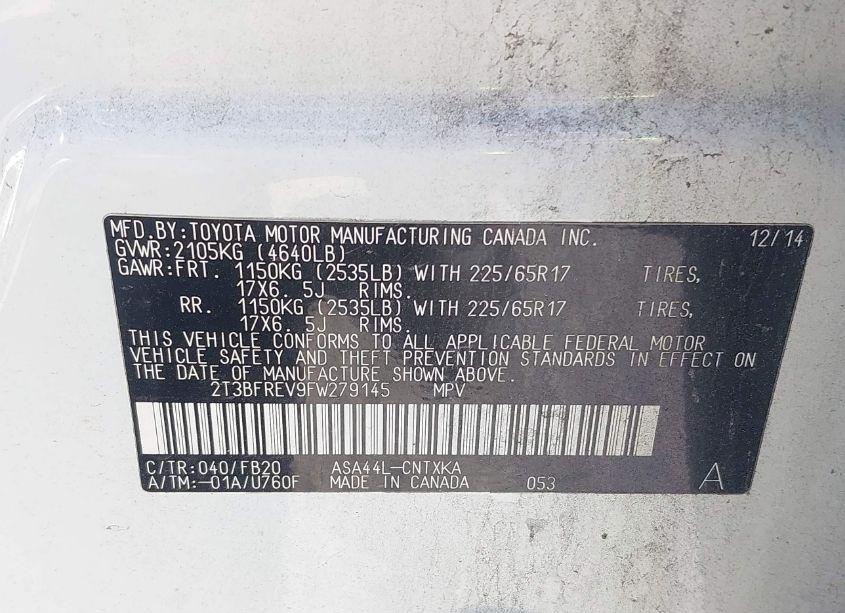 MFD.BY:TOYOTA MOTOR MANUFACTURING CANADA INC. 12/14
GVWR:2105KG (4640LB)
GAWR:FRT. 1150KG (2535LB) WITH 225/65R17 TIRES,
17X6. 5J RIMS.
RR. 1150KG (2535LB) WITH 225/65R17 TIRES,
17X6. 5J RIMS.
THIS VEHICLE CONFORMS TO ALL APPLICABLE FEDERAL MOTOR
VEHICLE SAFETY AND THEFT PREVENTION STANDARDS IN EFFECT ON
THE DATE OF MANUFACTURE SHOWN ABOVE.
2T3BFREV9FW279145 MPV
C/TR:040/FB20 ASA44L-CNTXKA
A/TM:-01A/U760F MADE IN CANADA 053 A